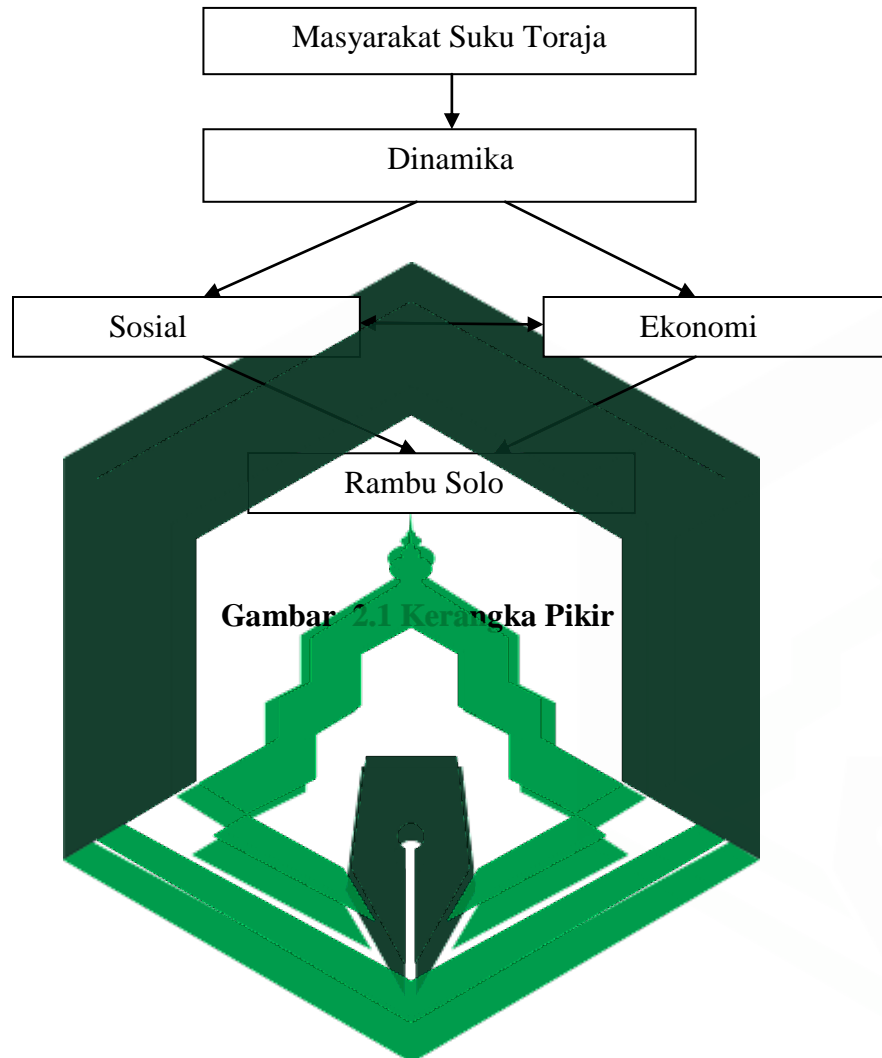 Masyarakat Suku Toraja
Dinamika
Sosial
Ekonomi
Rambu Solo
Gambar 2.1 Kerangka Pikir